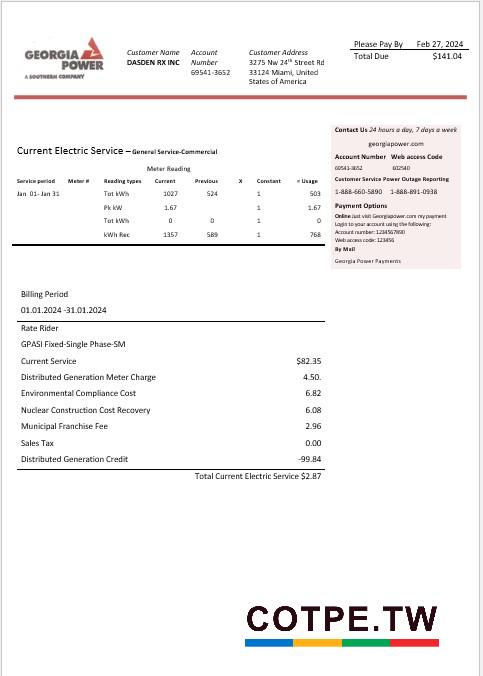 GEORGIA
POWER
A SOUTHERN COMPANY
Customer Name
DASDEN RX INC
Account
Number
69541-3652
Customer Address
3275 Nw 24th Street Rd
33124 Miami, United
States of America
Please Pay By Feb 27, 2024
Total Due $141.04
Contact Us 24 hours a day, 7 days a week
georgiapower.com
Account Number Web access Code
69541-3652 602540
Customer Service Power Outage Reporting
1-888-660-5890 1-888-891-0938
Payment Options
Online Just visit Georgiapower.com my payment
Login to your account using the following:
Account number: 1234567890
Web access code: 123456
By Mail
Georgia Power Payments
Current Electric Service – General Service-Commercial
Meter Reading
Service period Meter # Reading types Current Previous X Constant = Usage
Jan 01- Jan 31 Tot kWh 1027 524 1 503
Pk kW 1.67 1 1.67
Tot kWh 0 0 1 0
kWh Rec 1357 589 1 768
Billing Period
01.01.2024 -31.01.2024
Rate Rider
GPASI Fixed-Single Phase-SM
Current Service $82.35
Distributed Generation Meter Charge 4.50.
Environmental Compliance Cost 6.82
Nuclear Construction Cost Recovery 6.08
Municipal Franchise Fee 2.96
Sales Tax 0.00
Distributed Generation Credit -99.84
Total Current Electric Service $2.87
COTPE.TW